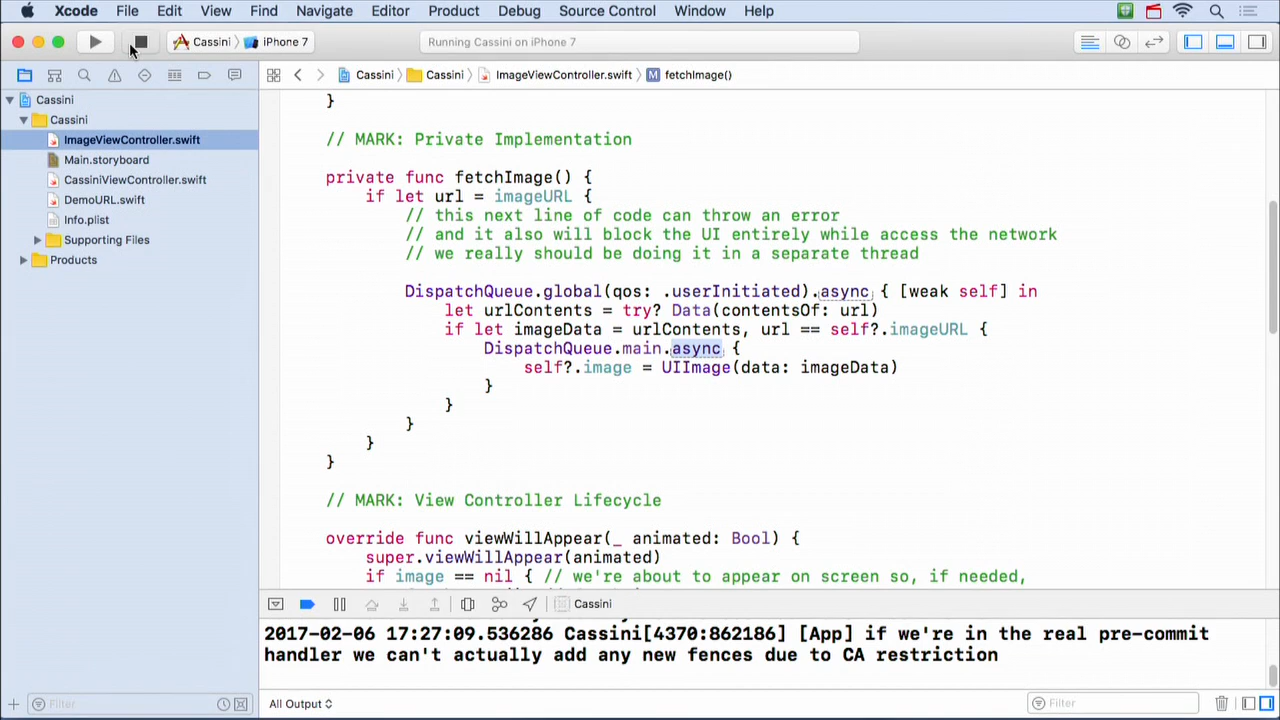 Xcode File Edit View Find Navigate Editor Product Debug Source Control Window Help
Cassini iPhone 7 Running Cassini on iPhone 7
Cassini Cassini ImageViewController.swift M fetchImage()
Cassini
Cassini
ImageViewController.swift
Main.storyboard
CassiniViewController.swift
DemoURL.swift
Info.plist
Supporting Files
Products
}
// MARK: Private Implementation
private func fetchImage() {
if let url = imageURL {
// this next line of code can throw an error
// and it also will block the UI entirely while access the network
// we really should be doing it in a separate thread
DispatchQueue.global(qos: .userInitiated).async { [weak self] in
let urlContents = try? Data(contentsOf: url)
if let imageData = urlContents, url == self?.imageURL {
DispatchQueue.main.async {
self?.image = UIImage(data: imageData)
}
}
}
}
}
// MARK: View Controller Lifecycle
override func viewWillAppear(_ animated: Bool) {
super.viewWillAppear(animated)
if image == nil { // we're about to appear on screen so, if needed,
Cassini
2017-02-06 17:27:09.536286 Cassini[4370:862186] [App] if we're in the real pre-commit
handler we can't actually add any new fences due to CA restriction
Filter All Output Filter